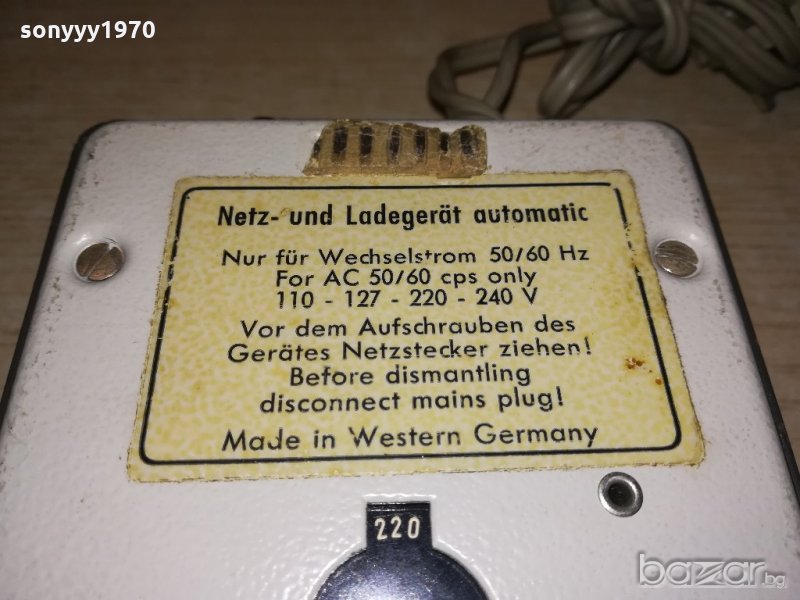 sonyyy1970
Netz- und Ladegerät automatic
Nur für Wechselstrom 50/60 Hz
For AC 50/60 cps only
110 - 127 - 220 - 240 V
Vor dem Aufschrauben des
Gerätes Netzstecker ziehen!
Before dismantling
disconnect mains plug!
Made in Western Germany
220
bazar.bg